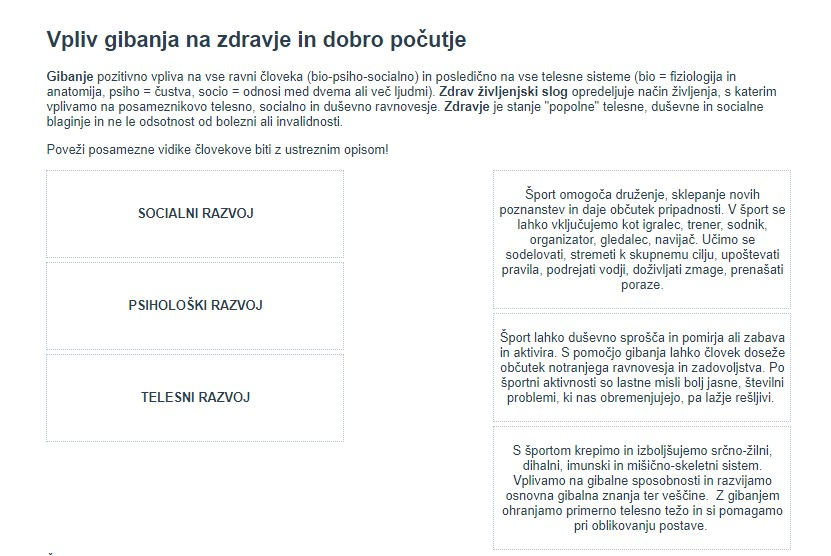 Vpliv gibanja na zdravje in dobro počutje
Gibanje pozitivno vpliva na vse ravni človeka (bio-psiho-socialno) in posledično na vse telesne sisteme (bio = fiziologija in
anatomija, psiho = čustva, socio = odnosi med dvema ali več ljudmi). Zdrav življenjski slog opredeljuje način življenja, s katerim
vplivamo na posameznikovo telesno, socialno in duševno ravnovesje. Zdravje je stanje "popolne" telesne, duševne in socialne
blaginje in ne le odsotnost od bolezni ali invalidnosti.
Poveži posamezne vidike človekove biti z ustreznim opisom!
SOCIALNI RAZVOJ
PSIHOLOŠKI RAZVOJ
TELESNI RAZVOJ
Šport omogoča druženje, sklepanje novih
poznanstev in daje občutek pripadnosti. V šport se
lahko vključujemo kot igralec, trener, sodnik,
organizator, gledalec, navijač. Učimo se
sodelovati, stremeti k skupnemu cilju, upoštevati
pravila, podrejati vodji, doživljati zmage, prenašati
poraze.
Šport lahko duševno sprošča in pomirja ali zabava
in aktivira. S pomočjo gibanja lahko človek doseže
občutek notranjega ravnovesja in zadovoljstva. Po
športni aktivnosti so lastne misli bolj jasne, številni
problemi, ki nas obremenjujejo, pa lažje rešljivi.
S športom krepimo in izboljšujemo srčno-žilni,
dihalni, imunski in mišično-skeletni sistem.
Vplivamo na gibalne sposobnosti in razvijamo
osnovna gibalna znanja ter veščine. Z gibanjem
ohranjamo primerno telesno težo in si pomagamo
pri oblikovanju postave.